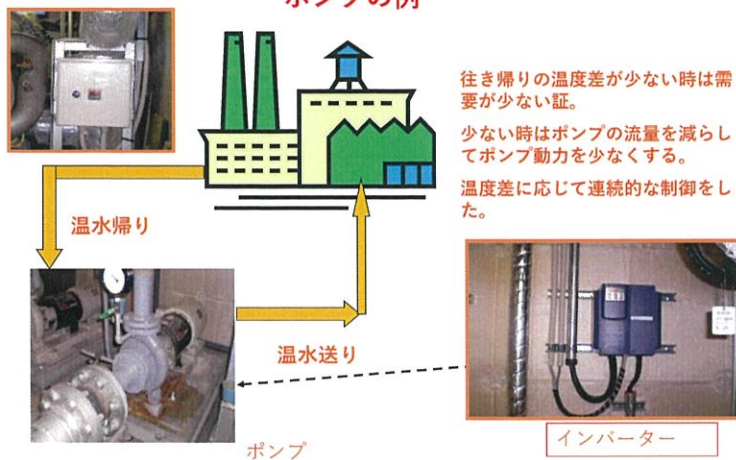 ポンプの例
往き帰りの温度差が少ない時は需
要が少ない証。
少ない時はポンプの流量を減らし
てポンプ動力を少なくする。
温度差に応じて連続的な制御をし
た。
温水帰り
温水送り
ポンプ
インバーター